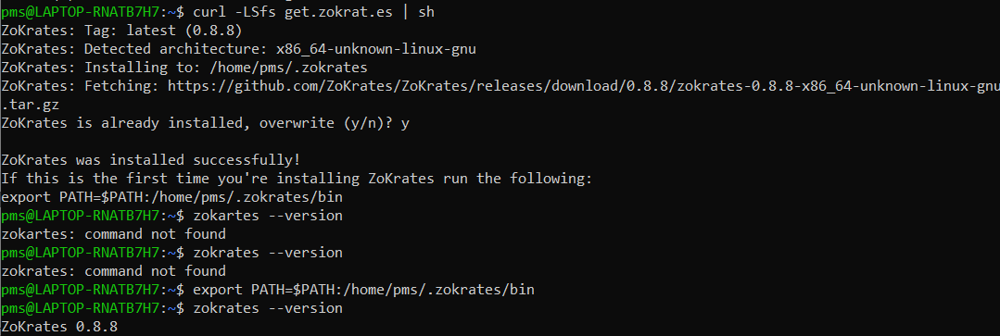 pms@LAPTOP-RNATB7H7:~$ curl -LSfs get.zokrat.es | sh
ZoKrates: Tag: latest (0.8.8)
ZoKrates: Detected architecture: x86_64-unknown-linux-gnu
ZoKrates: Installing to: /home/pms/.zokrates
ZoKrates: Fetching: https://github.com/ZoKrates/ZoKrates/releases/download/0.8.8/zokrates-0.8.8-x86_64-unknown-linux-gnu
.tar.gz
ZoKrates is already installed, overwrite (y/n)? y
ZoKrates was installed successfully!
If this is the first time you're installing ZoKrates run the following:
export PATH=$PATH:/home/pms/.zokrates/bin
pms@LAPTOP-RNATB7H7:~$ zokartes --version
zokartes: command not found
pms@LAPTOP-RNATB7H7:~$ zokrates --version
zokrates: command not found
pms@LAPTOP-RNATB7H7:~$ export PATH=$PATH:/home/pms/.zokrates/bin
pms@LAPTOP-RNATB7H7:~$ zokrates --version
ZoKrates 0.8.8